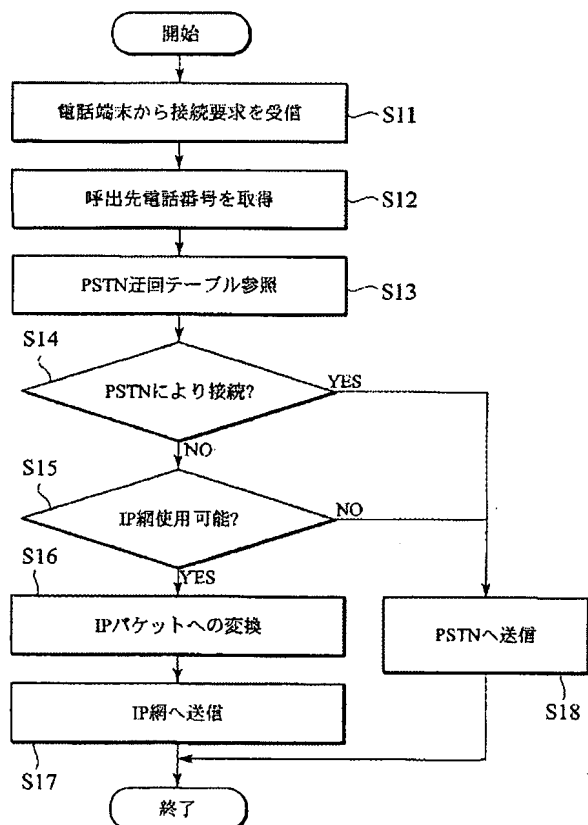 開始
電話端末から接続要求を受信
S11
呼出先電話番号を取得
S12
PSTN迂回テーブル参照
S13
S14
PSTNにより接続?
YES
NO
S15
IP網使用可能?
NO
YES
S16
IPパケットへの変換
PSTNへ送信
S18
IP網へ送信
S17
終了